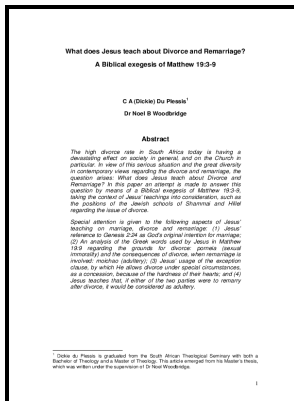 What does Jesus teach about Divorce and Remarriage?
A Biblical exegesis of Matthew 19:3-9
C A (Dickie) Du Plessis1
Dr Noel B Woodbridge
Abstract
The high divorce rate in South Africa today is having a
devastating effect on society in general, and on the Church in
particular. In view of this serious situation and the great diversity
in contemporary views regarding the divorce and remarriage, the
question arises: What does Jesus teach about Divorce and
Remarriage? In this paper an attempt is made to answer this
question by means of a Biblical exegesis of Matthew 19:3-9,
taking the context of Jesus' teachings into consideration, such as
the positions of the Jewish schools of Shammai and Hillel
regarding the issue of divorce.
Special attention is given to the following aspects of Jesus'
teaching on marriage, divorce and remarriage: (1) Jesus'
reference to Genesis 2:24 as God's original intention for marriage;
(2) An analysis of the Greek words used by Jesus in Matthew
19:9 regarding the grounds for divorce: porneia (sexual
immorality) and the consequences of divorce, when remarriage is
involved: moichao (adultery); (3) Jesus' usage of the exception
clause, by which He allows divorce under special circumstances,
as a concession, because of the hardness of their hearts; and (4)
Jesus teaches that, if either of the two parties were to remarry
after divorce, it would be considered as adultery.
1 Dickie du Plessis is graduated from the South African Theological Seminary with both a
Bachelor of Theology and a Master of Theology. This article emerged from his Master's thesis,
which was written under the supervision of Dr Noel Woodbridge.
1